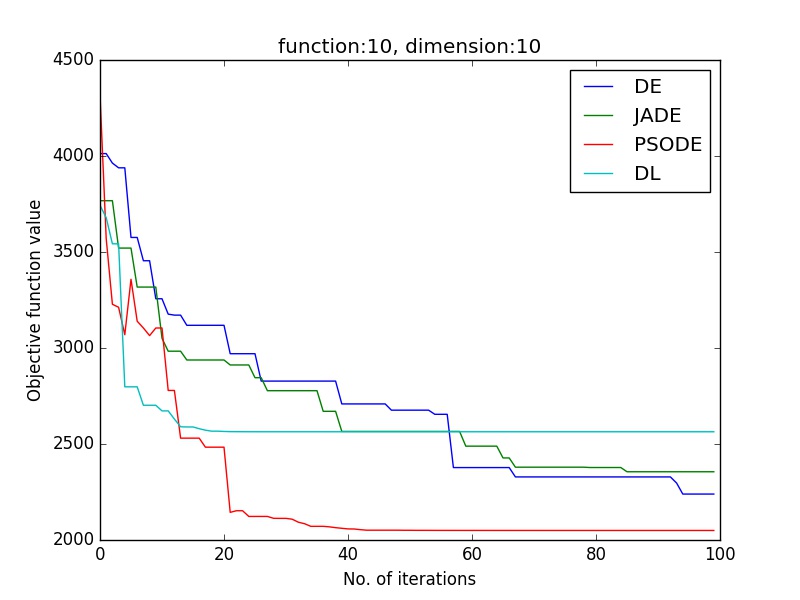 function:10, dimension:10
4500
4000
3500
3000
2500
2000
Objective function value
DE
JADE
PSODE
DL
0
20
40
60
80
100
No. of iterations